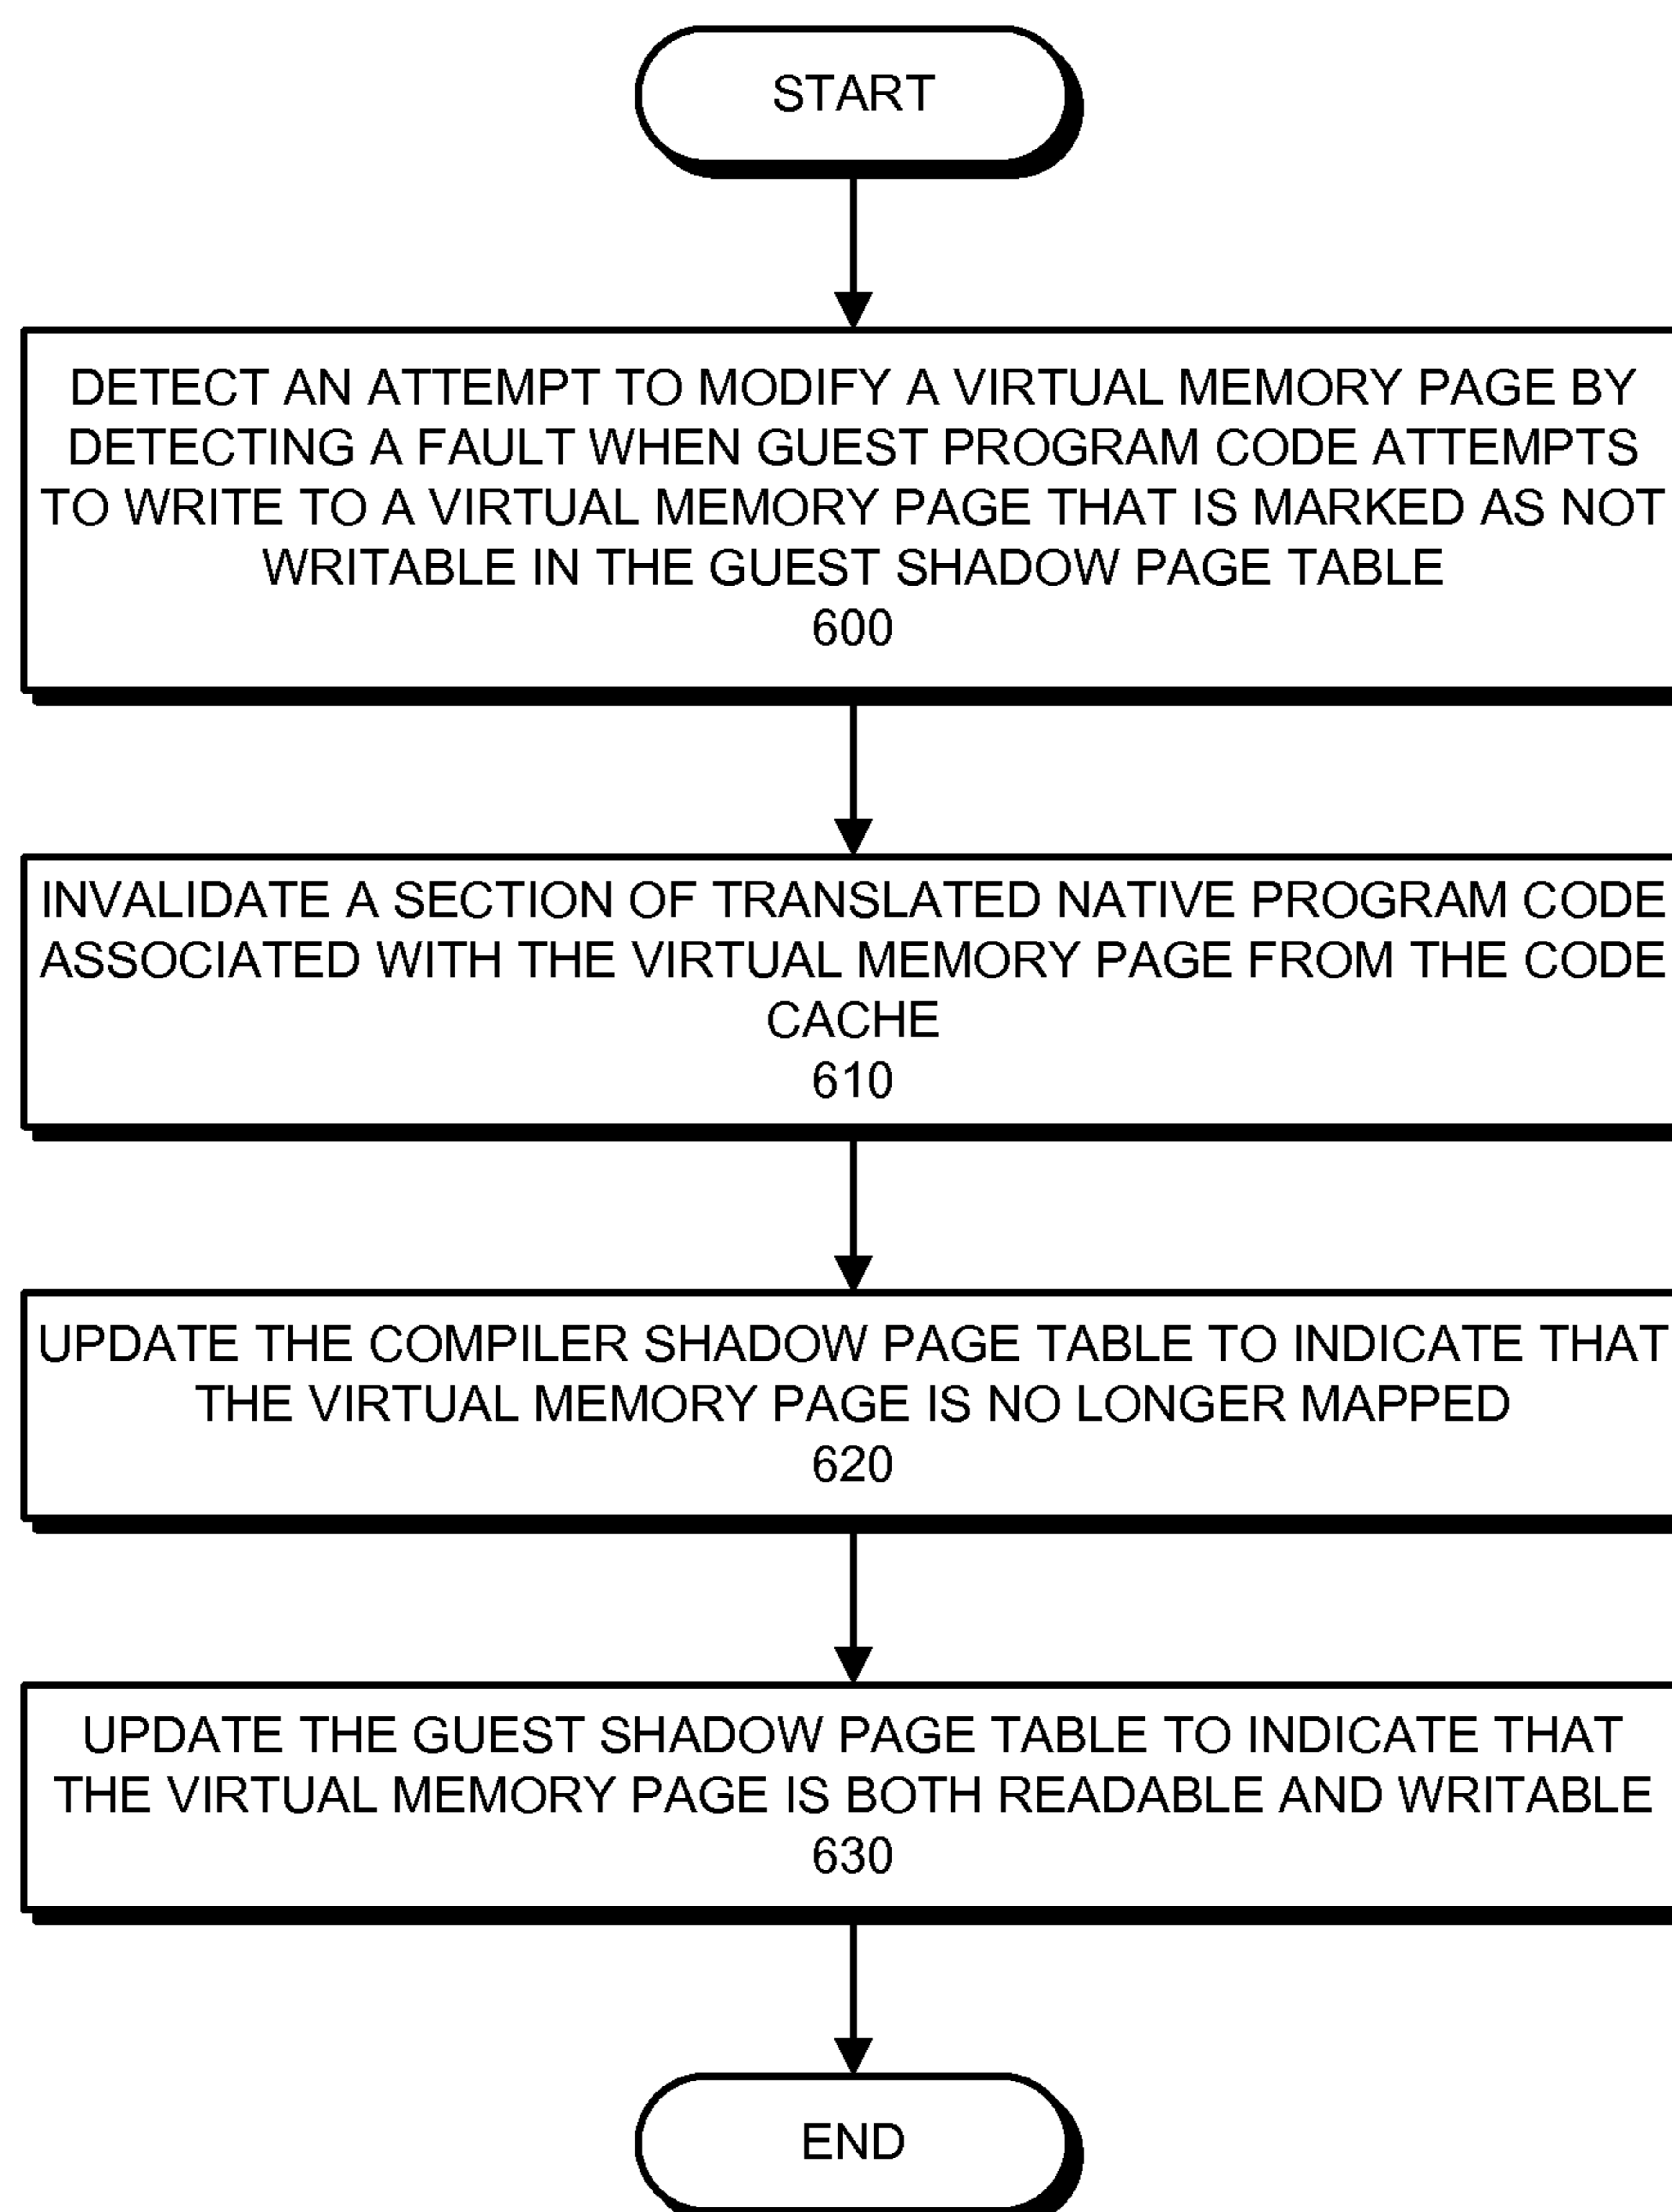 START
DETECT AN ATTEMPT TO MODIFY A VIRTUAL MEMORY PAGE BY
DETECTING A FAULT WHEN GUEST PROGRAM CODE ATTEMPTS
TO WRITE TO A VIRTUAL MEMORY PAGE THAT IS MARKED AS NOT
WRITABLE IN THE GUEST SHADOW PAGE TABLE
600
INVALIDATE A SECTION OF TRANSLATED NATIVE PROGRAM CODE
ASSOCIATED WITH THE VIRTUAL MEMORY PAGE FROM THE CODE
CACHE
610
UPDATE THE COMPILER SHADOW PAGE TABLE TO INDICATE THAT
THE VIRTUAL MEMORY PAGE IS NO LONGER MAPPED
620
UPDATE THE GUEST SHADOW PAGE TABLE TO INDICATE THAT
THE VIRTUAL MEMORY PAGE IS BOTH READABLE AND WRITABLE
630
END